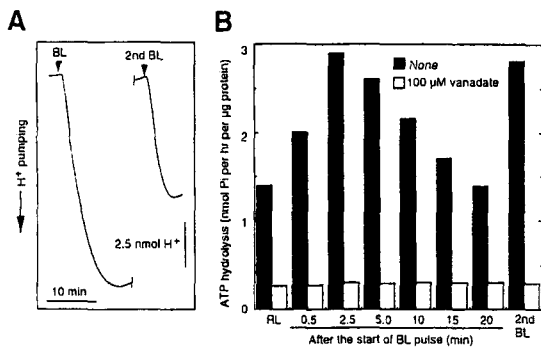 A
BL
2nd BL
H⁺ pumping
2.5 nmol H⁺
10 min
B
ATP hydrolysis (nmol Pi per hr per µg protein)
3
2
1
0
None
100 µM vanadate
RL
0.5
2.5
5.0
10
15
20
2nd BL
After the start of BL pulse (min)